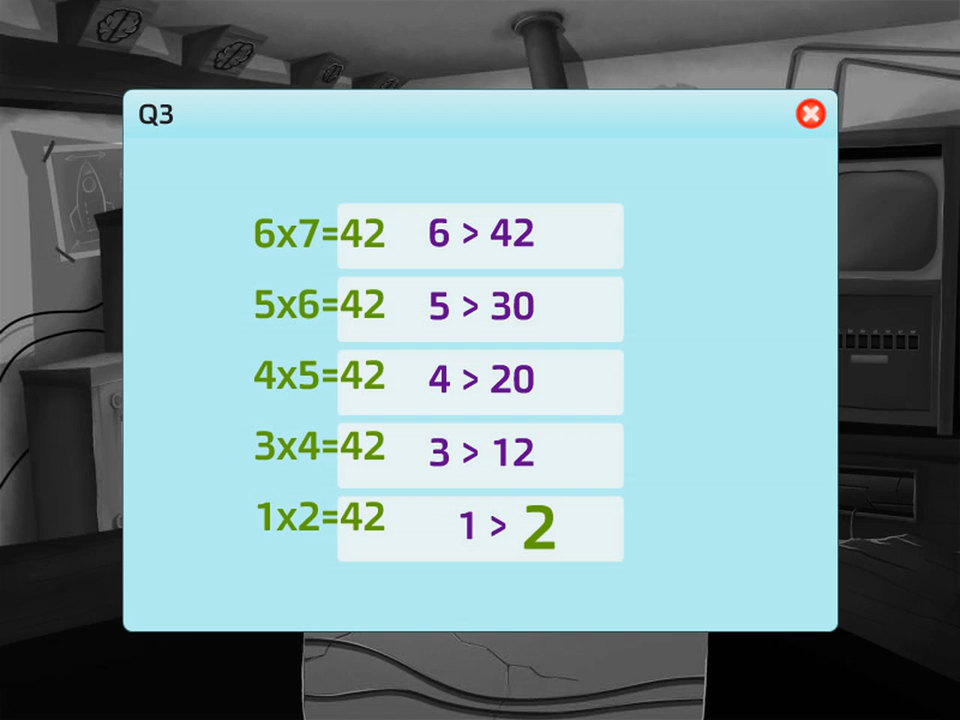 Q3
6x7=42 6 > 42
5x6=42 5 > 30
4x5=42 4 > 20
3x4=42 3 > 12
1x2=42 1 > 2